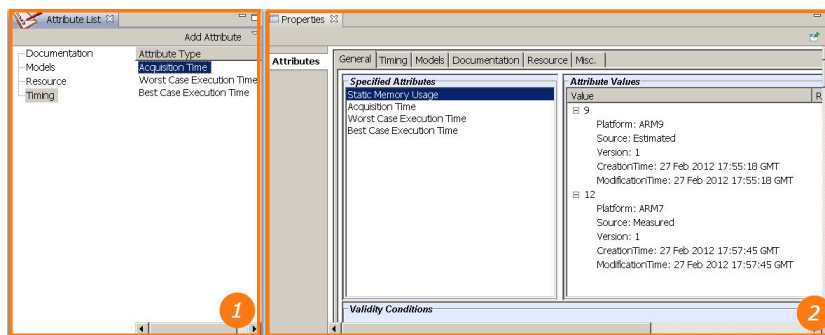 Attribute List
Add Attribute
Documentation
Models
Resource
Timing
Attribute Type
Acquisition Time
Worst Case Execution Time
Best Case Execution Time
1
Properties
Attributes
General Timing Models Documentation Resource Misc.
Specified Attributes
Static Memory Usage
Acquisition Time
Worst Case Execution Time
Best Case Execution Time
Attribute Values
Value R
9
Platform: ARM9
Source: Estimated
Version: 1
CreationTime: 27 Feb 2012 17:55:18 GMT
ModificationTime: 27 Feb 2012 17:55:18 GMT
12
Platform: ARM7
Source: Measured
Version: 1
CreationTime: 27 Feb 2012 17:57:45 GMT
ModificationTime: 27 Feb 2012 17:57:45 GMT
Validity Conditions
2